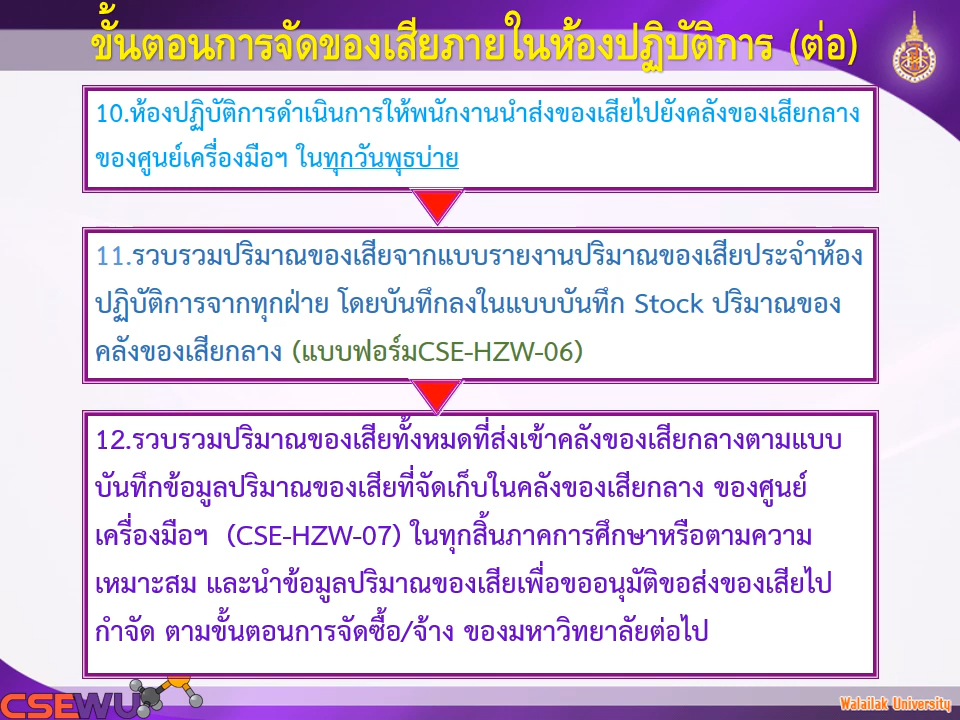 ขั้นตอนการจัดของเสียภายในห้องปฏิบัติการ (ต่อ)
10.ห้องปฏิบัติการดำเนินการให้พนักงานนำส่งของเสียไปยังคลังของเสียกลาง
ของศูนย์เครื่องมือฯ ในทุกวันพุธบ่าย
11.รวบรวมปริมาณของเสียจากแบบรายงานปริมาณของเสียประจำห้อง
ปฏิบัติการจากทุกฝ่าย โดยบันทึกลงในแบบบันทึก Stock ปริมาณของ
คลังของเสียกลาง (แบบฟอร์มCSE-HZW-06)
12.รวบรวมปริมาณของเสียทั้งหมดที่ส่งเข้าคลังของเสียกลางตามแบบ
บันทึกข้อมูลปริมาณของเสียที่จัดเก็บในคลังของเสียกลาง ของศูนย์
เครื่องมือฯ (CSE-HZW-07) ในทุกสิ้นภาคการศึกษาหรือตามความ
เหมาะสม และนำข้อมูลปริมาณของเสียเพื่อขออนุมัติขอส่งของเสียไป
กำจัด ตามขั้นตอนการจัดซื้อ/จ้าง ของมหาวิทยาลัยต่อไป
CSEWU
Walailak University